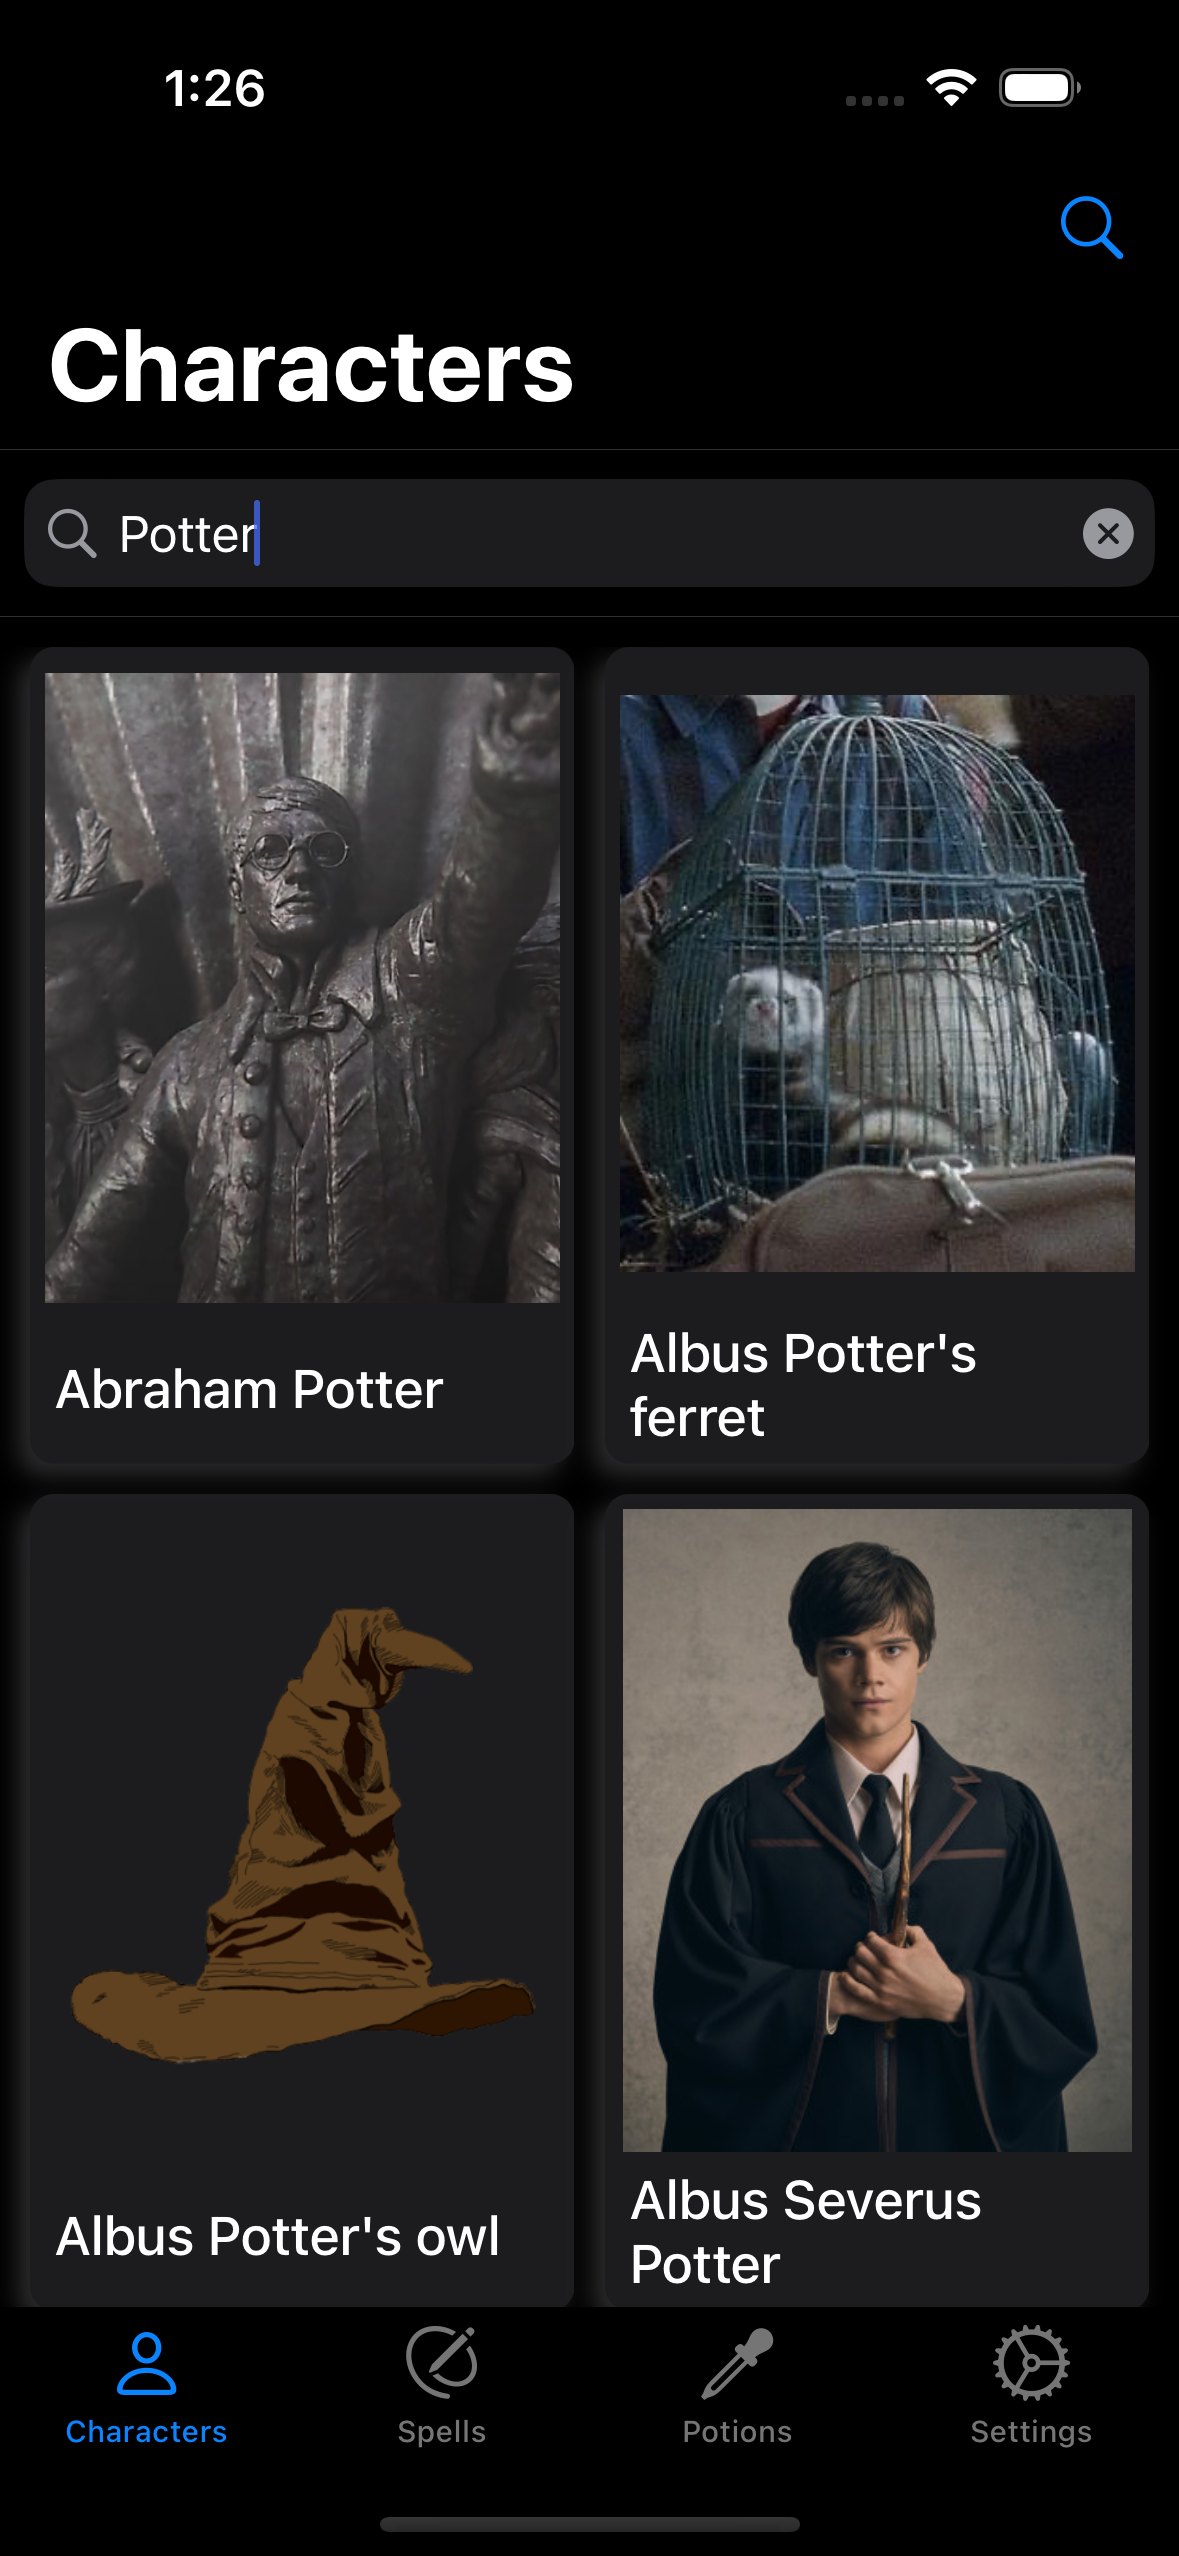 1:26
Characters
Potter
Abraham Potter
Albus Potter's
ferret
Albus Potter's owl
Albus Severus
Potter
Characters
Spells
Potions
Settings